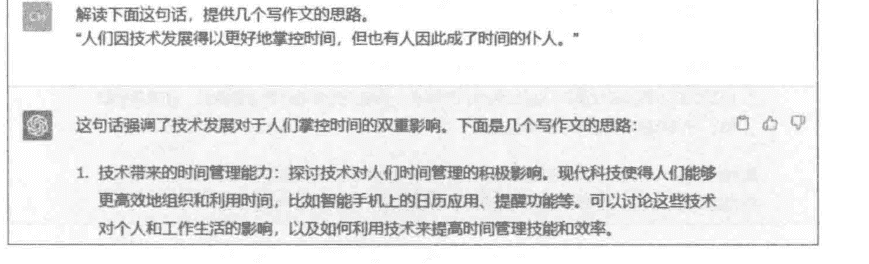 解读下面这句话，提供几个写作文的思路。
“人们因技术发展得以更好地掌控时间，但也有人因此成了时间的仆人。”
这句话强调了技术发展对于人们掌控时间的双重影响。下面是几个写作文的思路：
1. 技术带来的时间管理能力：探讨技术对人们时间管理的积极影响。现代科技使得人们能够
更高效地组织和利用时间，比如智能手机上的日历应用、提醒功能等。可以讨论这些技术
对个人和工作生活的影响，以及如何利用技术来提高时间管理技能和效率。